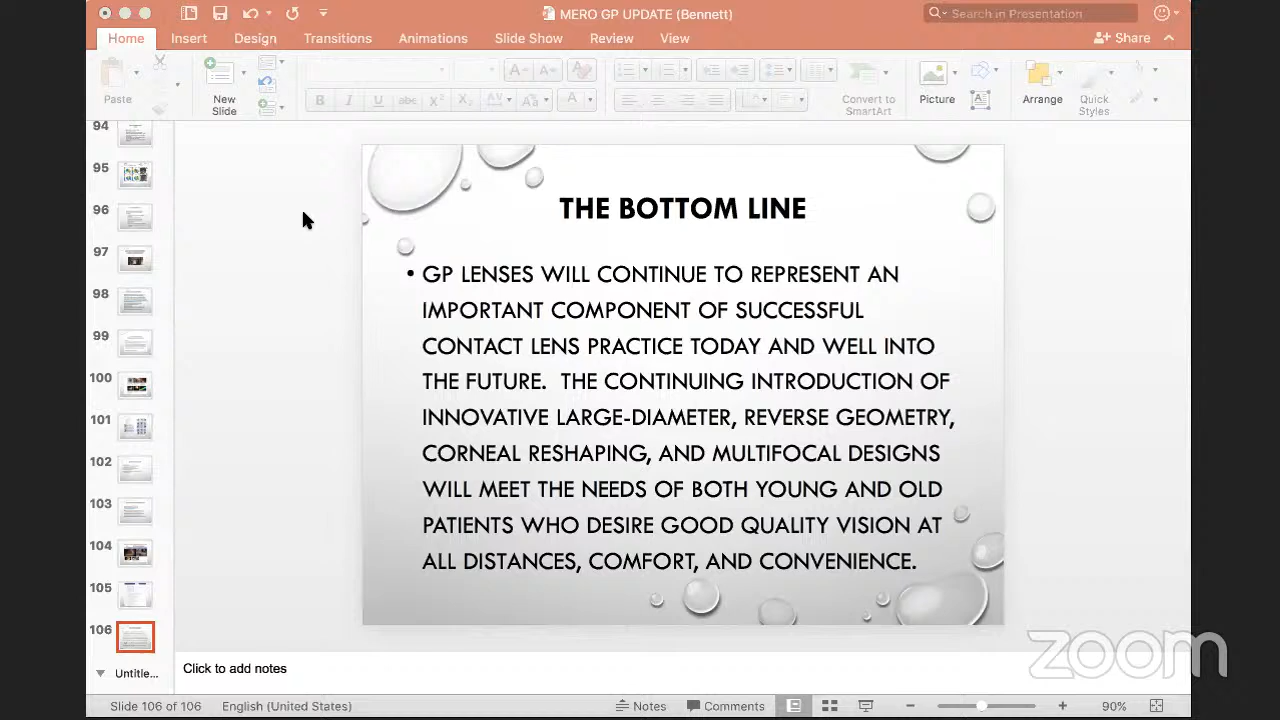 MERO GP UPDATE (Bennett)
Search in Presentation
Home Insert Design Transitions Animations Slide Show Review View Share
Paste
New
Slide
Convert to
SmartArt
Picture
Arrange
Quick
Styles
94
95
96
97
98
99
100
101
102
103
104
105
106
Untitle...
THE BOTTOM LINE
• GP LENSES WILL CONTINUE TO REPRESENT AN
IMPORTANT COMPONENT OF SUCCESSFUL
CONTACT LENS PRACTICE TODAY AND WELL INTO
THE FUTURE. THE CONTINUING INTRODUCTION OF
INNOVATIVE LARGE-DIAMETER, REVERSE GEOMETRY,
CORNEAL RESHAPING, AND MULTIFOCAL DESIGNS
WILL MEET THE NEEDS OF BOTH YOUNG AND OLD
PATIENTS WHO DESIRE GOOD QUALITY VISION AT
ALL DISTANCES, COMFORT, AND CONVENIENCE.
zoom
Click to add notes
Slide 106 of 106 English (United States) Notes Comments 90%